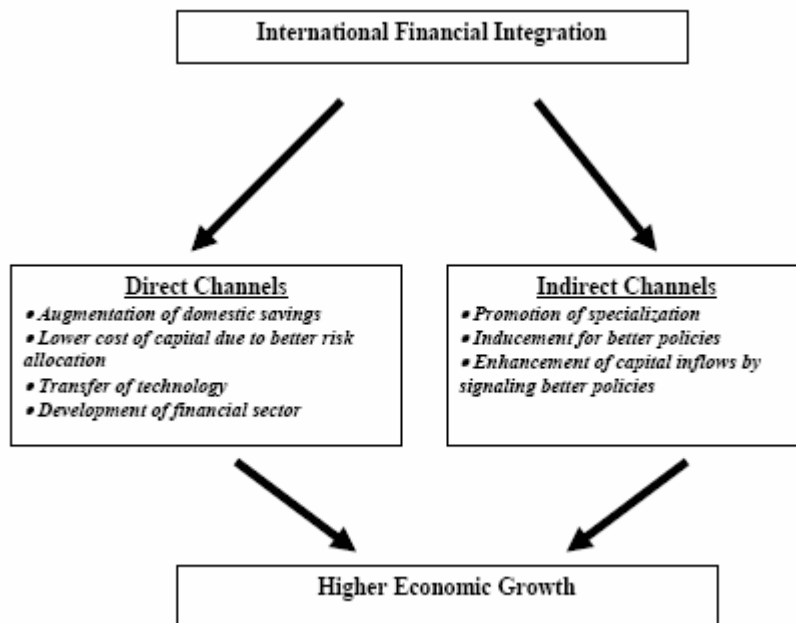 International Financial Integration
Direct Channels
● Augmentation of domestic savings
● Lower cost of capital due to better risk
allocation
● Transfer of technology
● Development of financial sector
Indirect Channels
● Promotion of specialization
● Inducement for better policies
● Enhancement of capital inflows by
signaling better policies
Higher Economic Growth